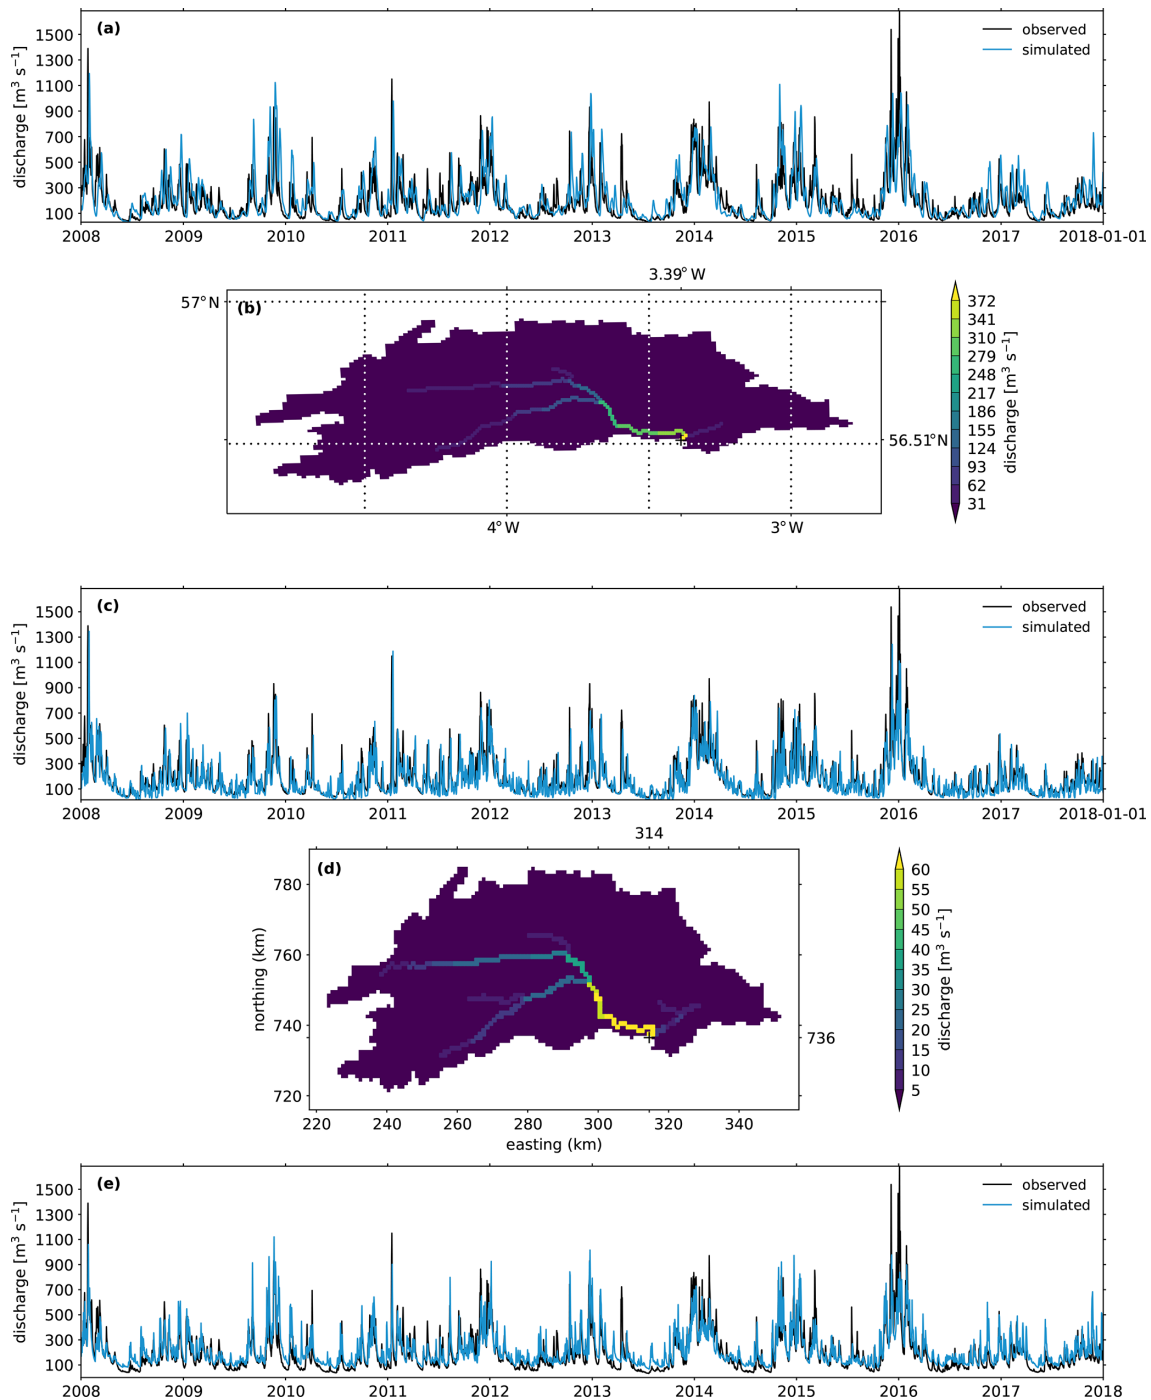 (a)
observed
simulated
discharge [m³ s⁻¹]
1500
1300
1100
900
700
500
300
100
2008 2009 2010 2011 2012 2013 2014 2015 2016 2017 2018-01-01
3.39°W
(b)
57°N
56.51°N
4°W 3°W
372
341
310
279
248
217
186
155
124
93
62
31
discharge [m³ s⁻¹]
(c)
observed
simulated
discharge [m³ s⁻¹]
1500
1300
1100
900
700
500
300
100
2008 2009 2010 2011 2012 2013 2014 2015 2016 2017 2018-01-01
314
(d)
northing (km)
780
760
740
720
736
220 240 260 280 300 320 340
easting (km)
60
55
50
45
40
35
30
25
20
15
10
5
discharge [m³ s⁻¹]
(e)
observed
simulated
discharge [m³ s⁻¹]
1500
1300
1100
900
700
500
300
100
2008 2009 2010 2011 2012 2013 2014 2015 2016 2017 2018